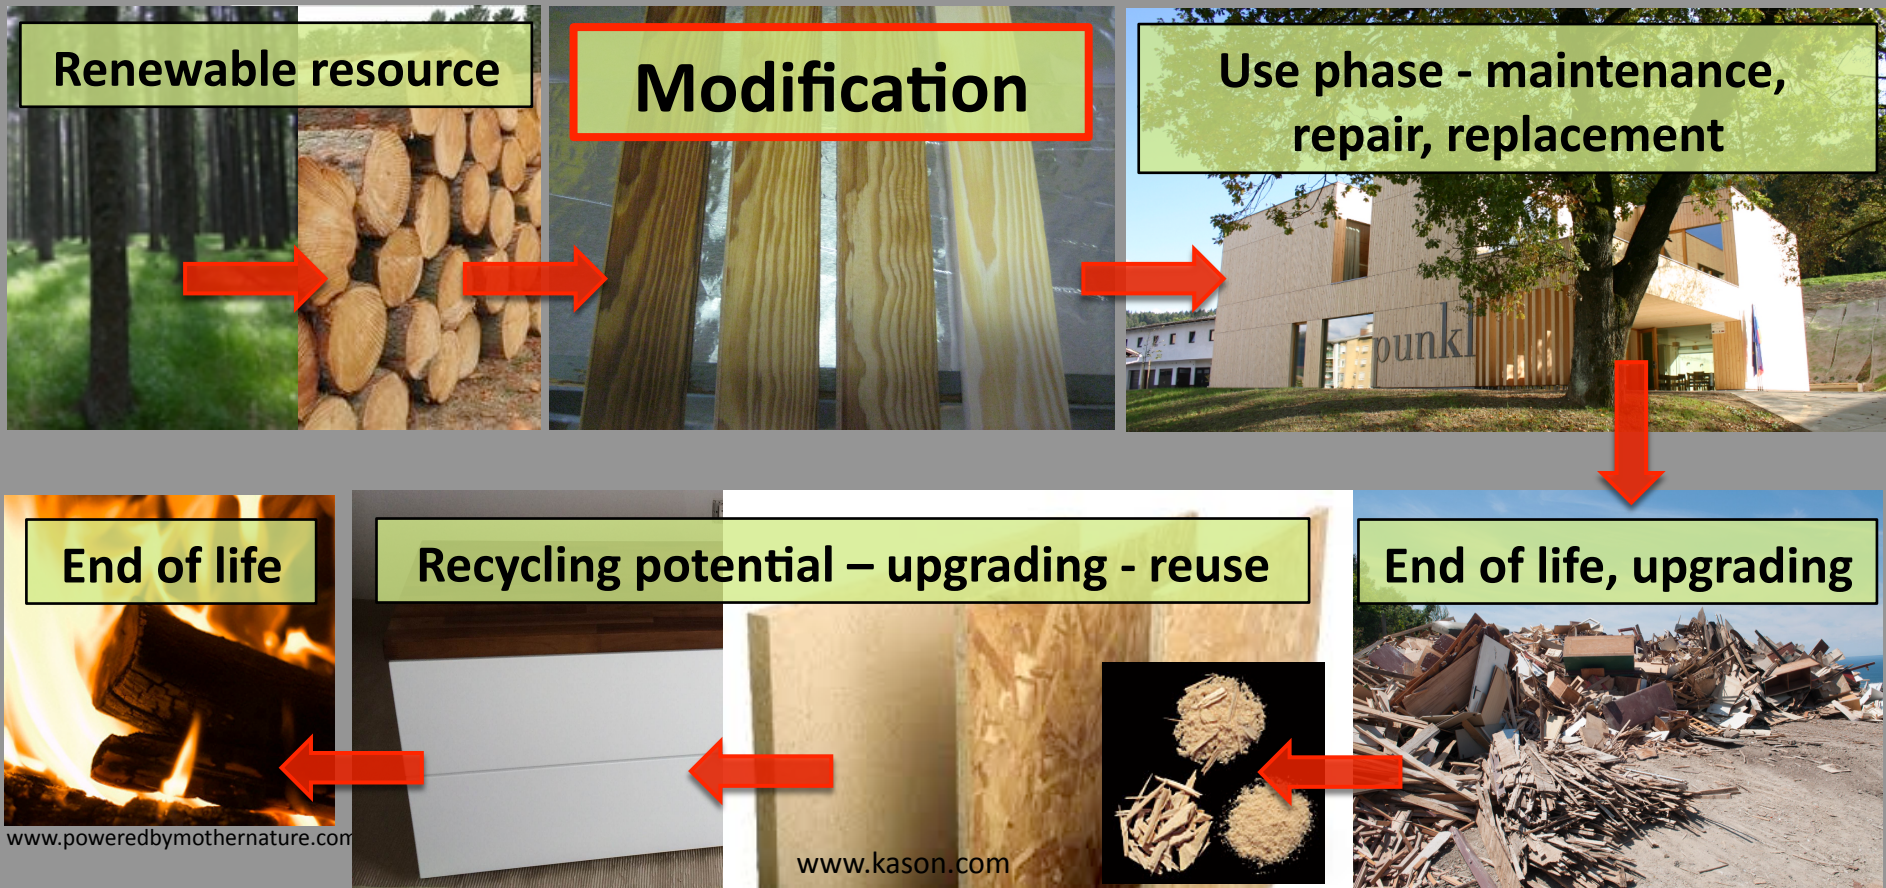 Renewable resource
Modification
Use phase - maintenance,
repair, replacement
punkl
End of life
Recycling potential – upgrading - reuse
End of life, upgrading
www.poweredbymothernature.com
www.kason.com